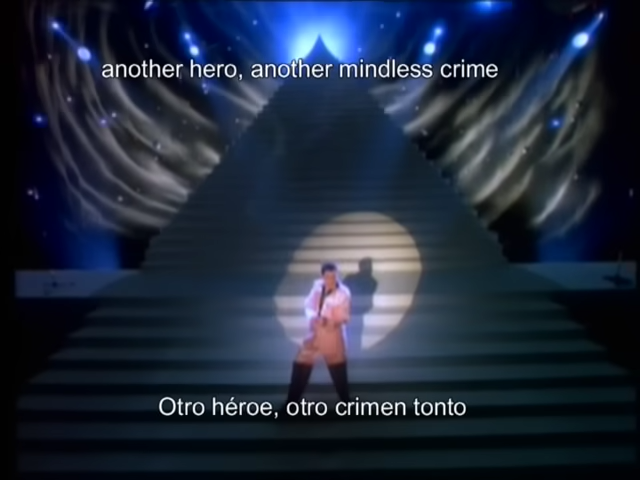 another hero, another mindless crime
Otro héroe, otro crimen tonto